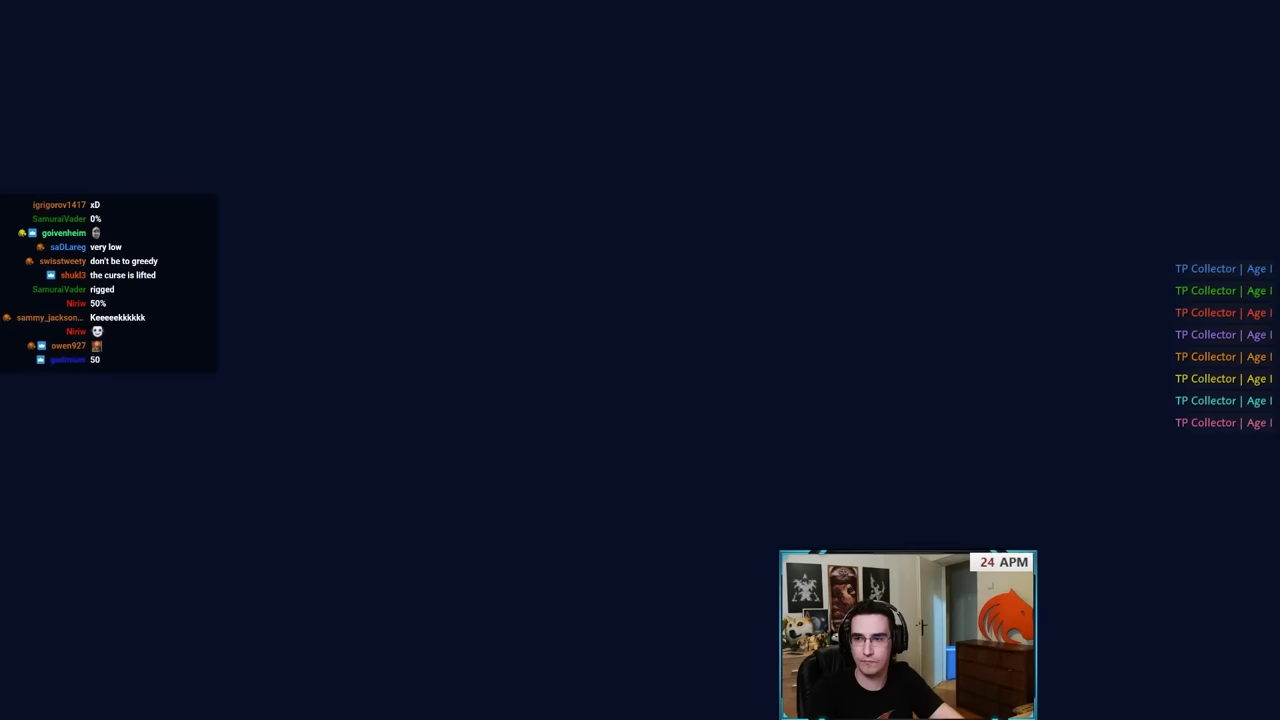 igrigorov1417 xD
SamuraiVader 0%
goivenheim
saDLareg very low
swisstweety don't be to greedy
shukl3 the curse is lifted
SamuraiVader rigged
Niriw 50%
sammy_jackson... Keeeeekkkkkk
Niriw
owen927
50
TP Collector | Age I
TP Collector | Age I
TP Collector | Age I
TP Collector | Age I
TP Collector | Age I
TP Collector | Age I
TP Collector | Age I
TP Collector | Age I
24 APM